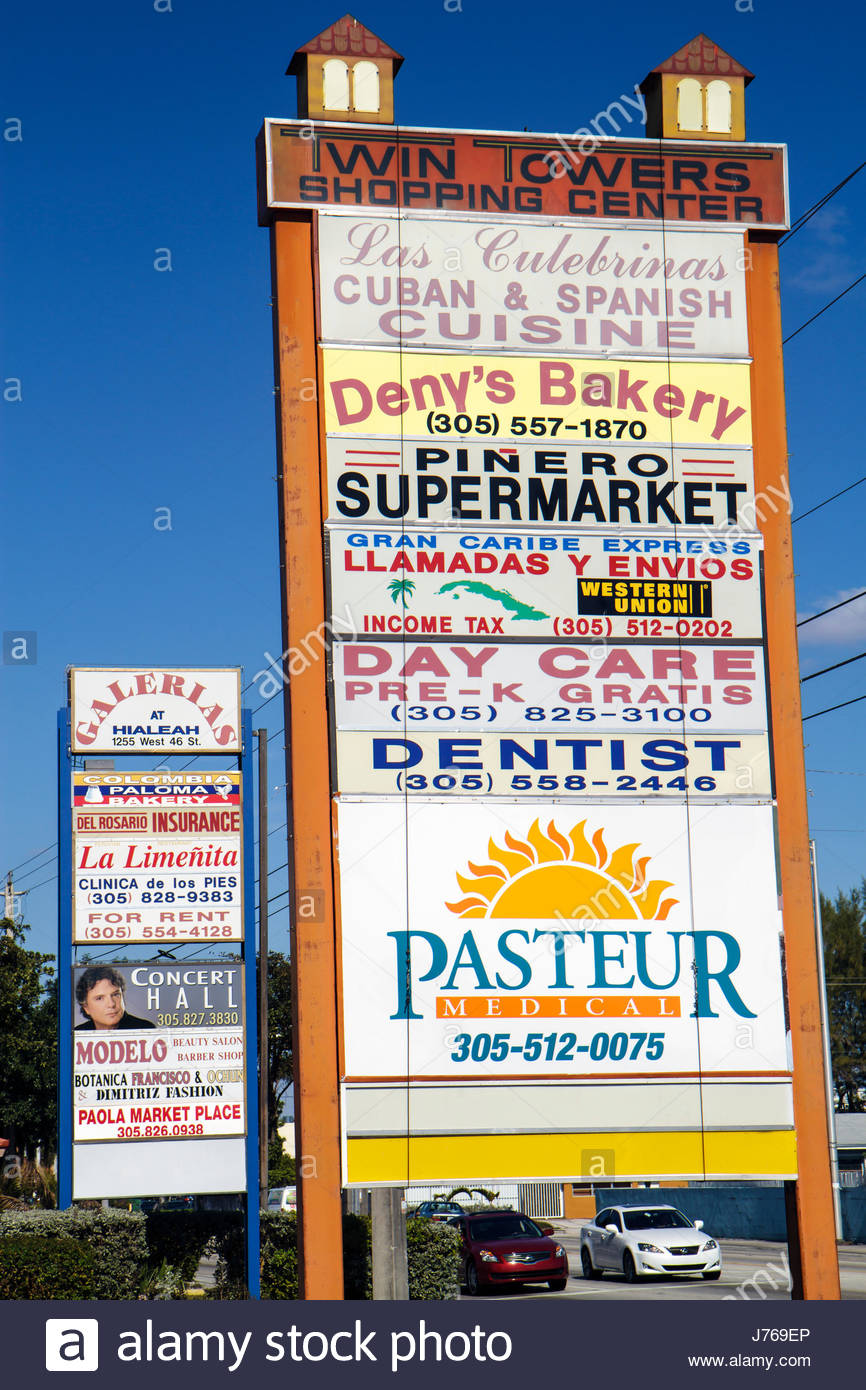 TWIN TOWERS
SHOPPING CENTER
Las Culebrinas
CUBAN & SPANISH
CUISINE
Deny's Bakery
(305) 557-1870
PIÑERO
SUPERMARKET
GRAN CARIBE EXPRESS
LLAMADAS Y ENVIOS
WESTERN
UNION
INCOME TAX (305) 512-0202
DAY CARE
PRE-K GRATIS
(305) 825-3100
DENTIST
(305) 558-2446
PASTEUR
MEDICAL
305-512-0075
GALERIAS
AT
HIALEAH
1255 West 46 St.
COLOMBIA
PALOMA
BAKERY
DEL ROSARIO INSURANCE
La Limeñita
CLINICA de los PIES
(305) 828-9383
FOR RENT
(305) 554-4128
CONCERT
HALL
305.827.3830
MODELO BEAUTY SALON
BARBER SHOP
BOTANICA FRANCISCO & OCHUN
& DIMITRIZ FASHION
PAOLA MARKET PLACE
305.826.0938
a alamy stock photo
J769EP
www.alamy.com